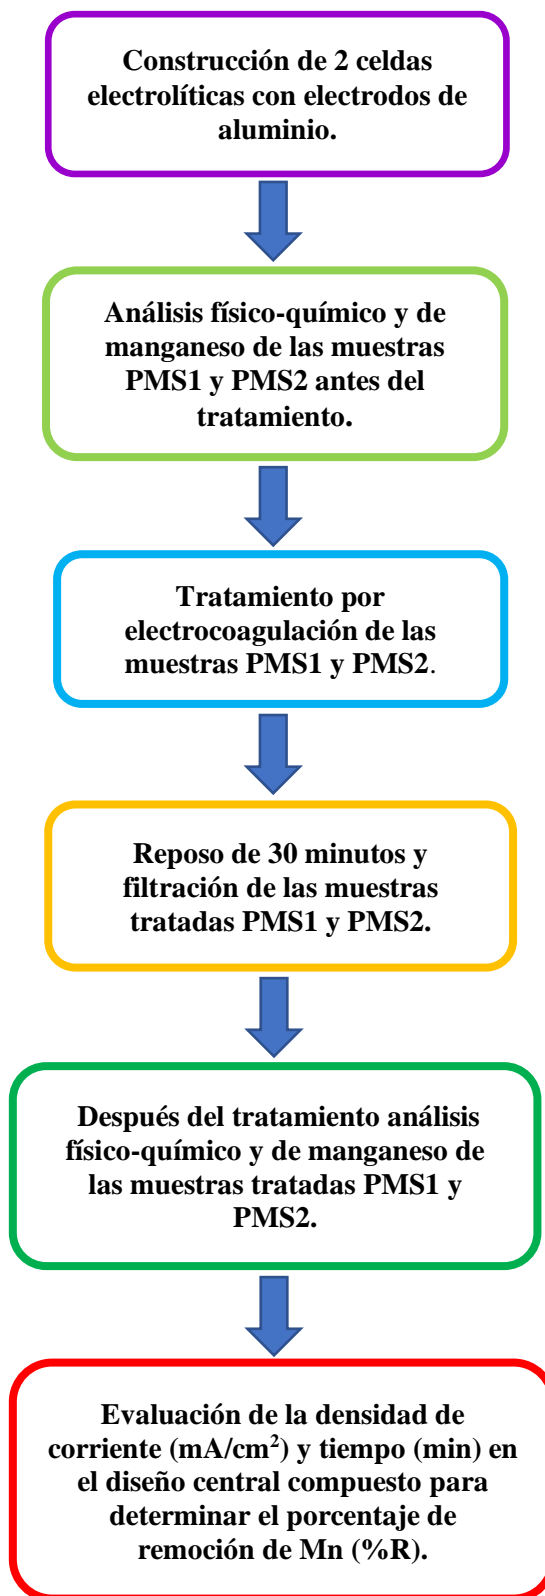 Construcción de 2 celdas
electrolíticas con electrodos de
aluminio.
Análisis físico-químico y de
manganeso de las muestras
PMS1 y PMS2 antes del
tratamiento.
Tratamiento por
electrocoagulación de las
muestras PMS1 y PMS2.
Reposo de 30 minutos y
filtración de las muestras
tratadas PMS1 y PMS2.
Después del tratamiento análisis
físico-químico y de manganeso de
las muestras tratadas PMS1 y
PMS2.
Evaluación de la densidad de
corriente (mA/cm²) y tiempo (min) en
el diseño central compuesto para
determinar el porcentaje de
remoción de Mn (%R).